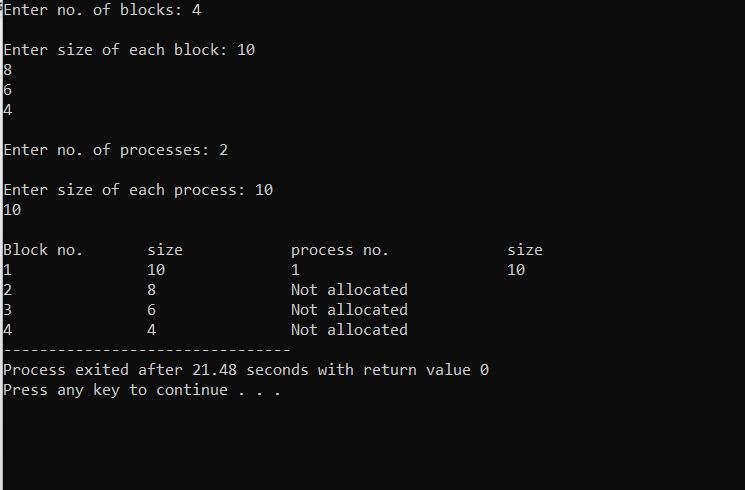 Enter no. of blocks: 4
Enter size of each block: 10
8
6
4
Enter no. of processes: 2
Enter size of each process: 10
10
Block no.       size            process no.             size
1               10              1                       10
2               8               Not allocated
3               6               Not allocated
4               4               Not allocated
--------------------------------
Process exited after 21.48 seconds with return value 0
Press any key to continue . . .